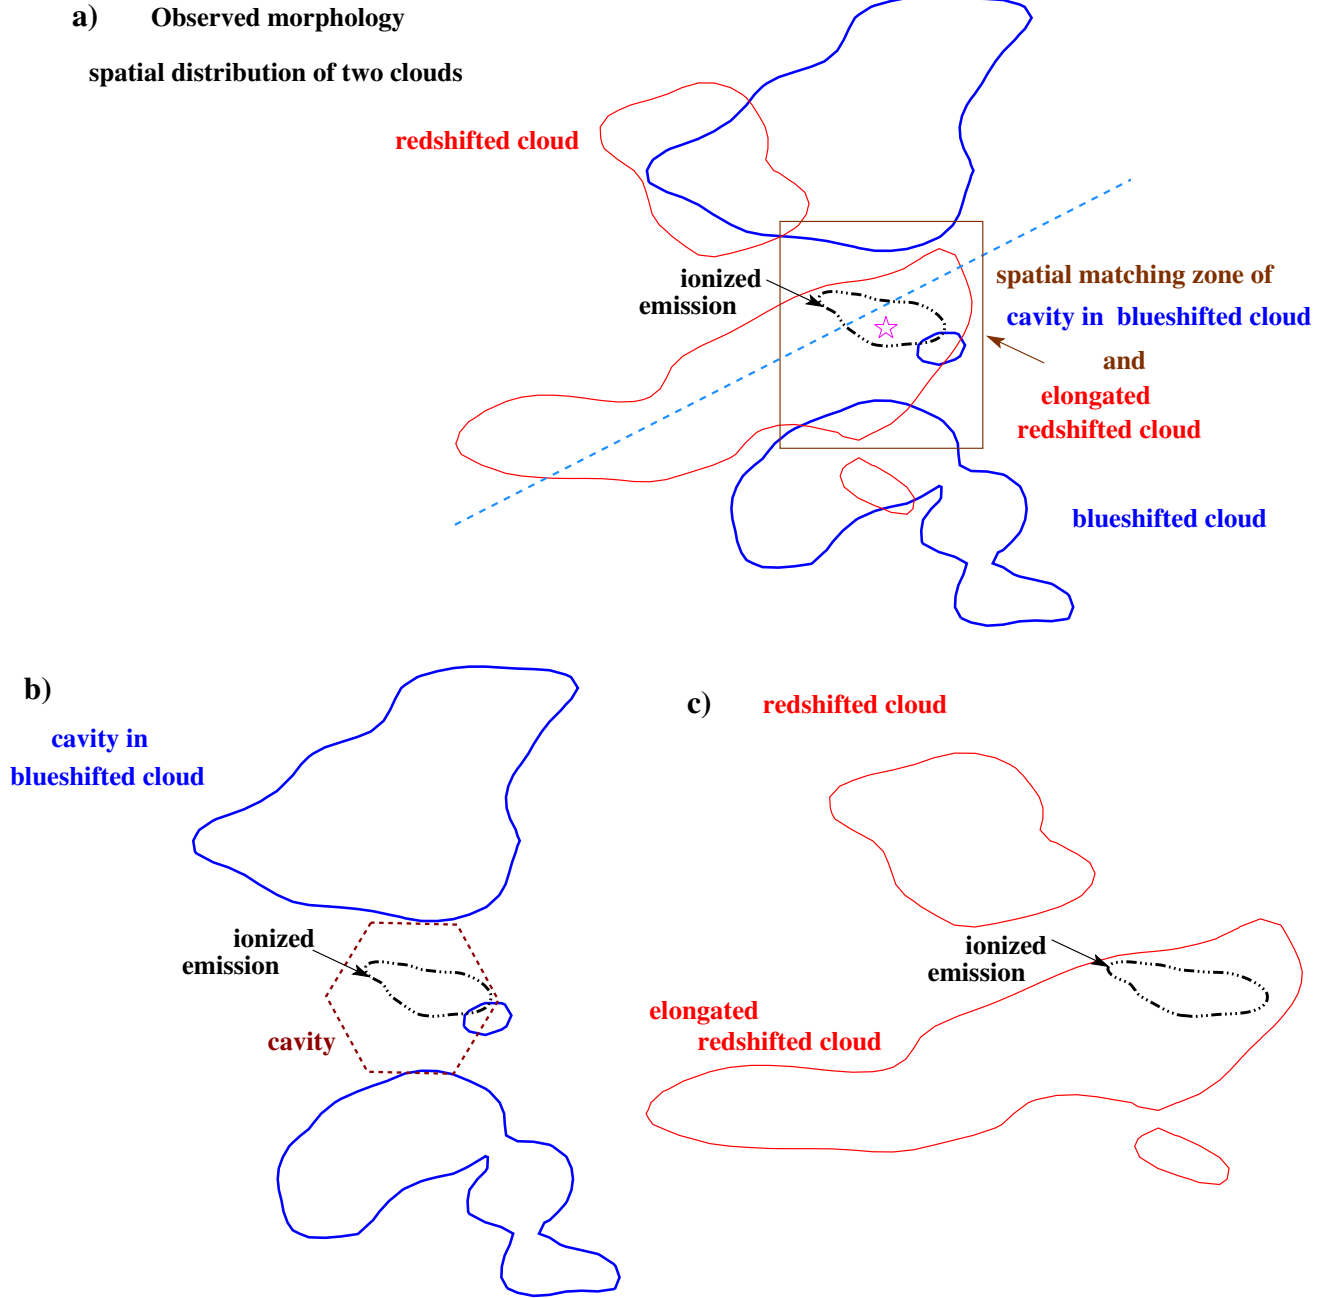 a) Observed morphology
spatial distribution of two clouds
redshifted cloud
ionized
emission
spatial matching zone of
cavity in blueshifted cloud
and
elongated
redshifted cloud
blueshifted cloud
b)
cavity in
blueshifted cloud
ionized
emission
cavity
c) redshifted cloud
ionized
emission
elongated
redshifted cloud